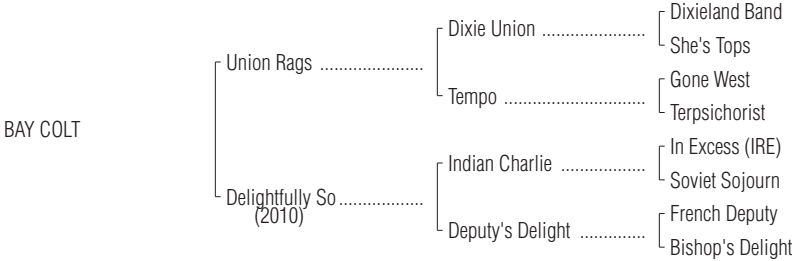 Dixieland Band
Dixie Union ......................
She's Tops
Union Rags ......................
Gone West
Tempo ..............................
Terpsichorist
BAY COLT
In Excess (IRE)
Indian Charlie ..................
Soviet Sojourn
Delightfully So ..................
(2010)
French Deputy
Deputy's Delight ..............
Bishop's Delight